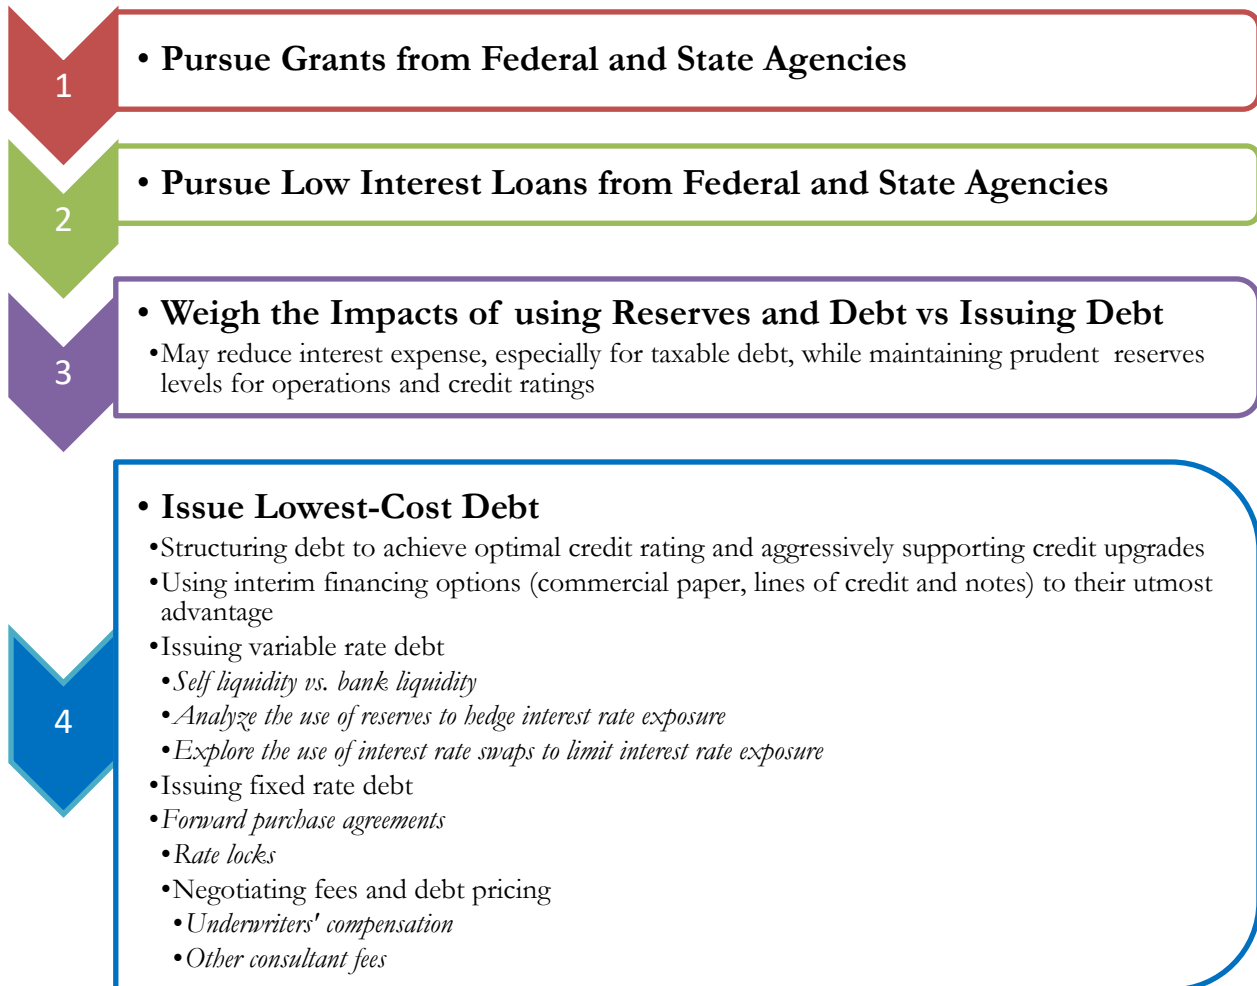 1
• Pursue Grants from Federal and State Agencies
2
• Pursue Low Interest Loans from Federal and State Agencies
3
• Weigh the Impacts of using Reserves and Debt vs Issuing Debt
•May reduce interest expense, especially for taxable debt, while maintaining prudent reserves
levels for operations and credit ratings
4
• Issue Lowest-Cost Debt
•Structuring debt to achieve optimal credit rating and aggressively supporting credit upgrades
•Using interim financing options (commercial paper, lines of credit and notes) to their utmost
advantage
•Issuing variable rate debt
•Self liquidity vs. bank liquidity
•Analyze the use of reserves to hedge interest rate exposure
•Explore the use of interest rate swaps to limit interest rate exposure
•Issuing fixed rate debt
•Forward purchase agreements
•Rate locks
•Negotiating fees and debt pricing
•Underwriters' compensation
•Other consultant fees